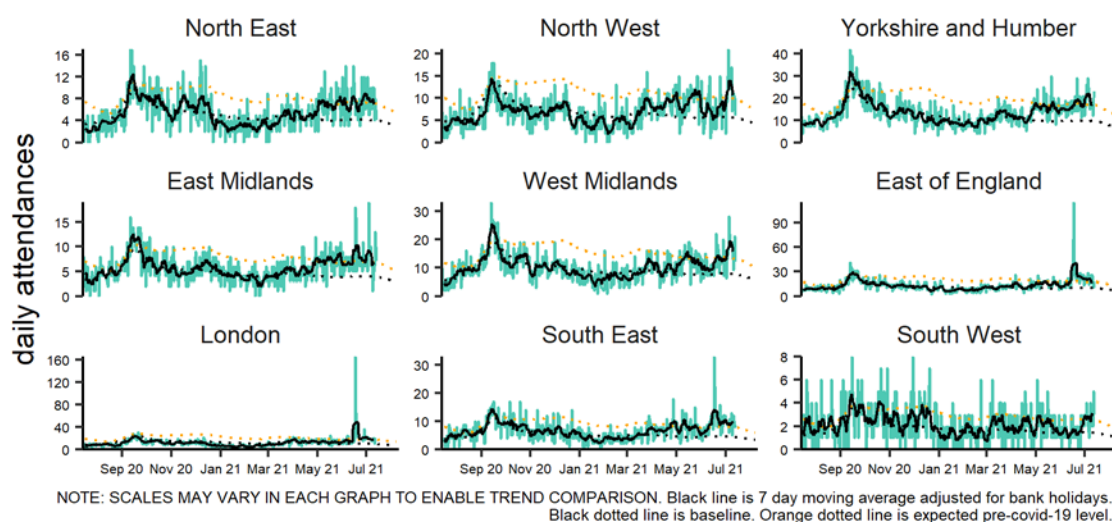 North East
North West
Yorkshire and Humber
16
12
8
4
0
20
15
10
5
0
40
30
20
10
0
East Midlands
West Midlands
East of England
15
10
5
0
30
20
10
0
90
60
30
0
daily attendances
London
South East
South West
160
120
80
40
0
30
20
10
0
8
6
4
2
0
Sep 20 Nov 20 Jan 21 Mar 21 May 21 Jul 21
Sep 20 Nov 20 Jan 21 Mar 21 May 21 Jul 21
Sep 20 Nov 20 Jan 21 Mar 21 May 21 Jul 21
NOTE: SCALES MAY VARY IN EACH GRAPH TO ENABLE TREND COMPARISON. Black line is 7 day moving average adjusted for bank holidays.
Black dotted line is baseline. Orange dotted line is expected pre-covid-19 level.